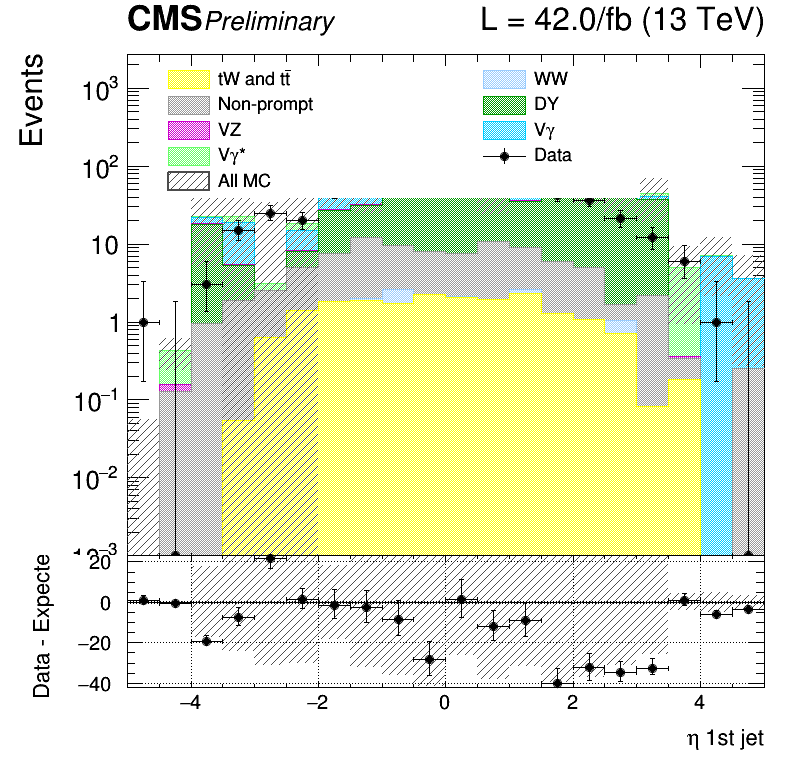 CMS Preliminary L = 42.0/fb (13 TeV)
Events
tW and tt̄ WW
Non-prompt DY
VZ Vγ
Vγ* Data
All MC
10³
10²
10
1
10⁻¹
10⁻²
20
0
−20
−40
Data - Expecte
−4 −2 0 2 4
η 1st jet